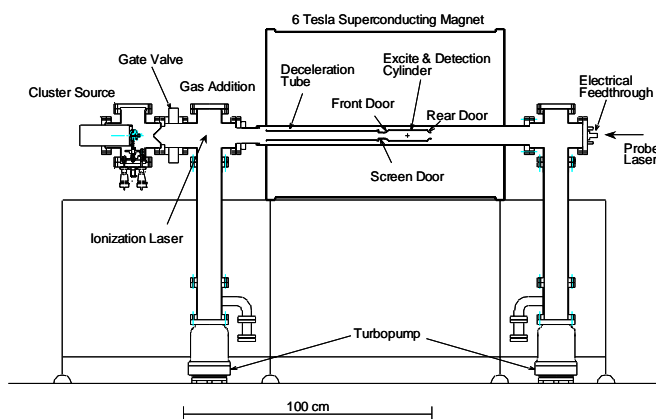 6 Tesla Superconducting Magnet
Gate Valve
Gas Addition
Cluster Source
Deceleration
Tube
Excite & Detection
Cylinder
Front Door
Rear Door
Electrical
Feedthrough
Probe
Laser
Screen Door
Ionization Laser
Turbopump
100 cm